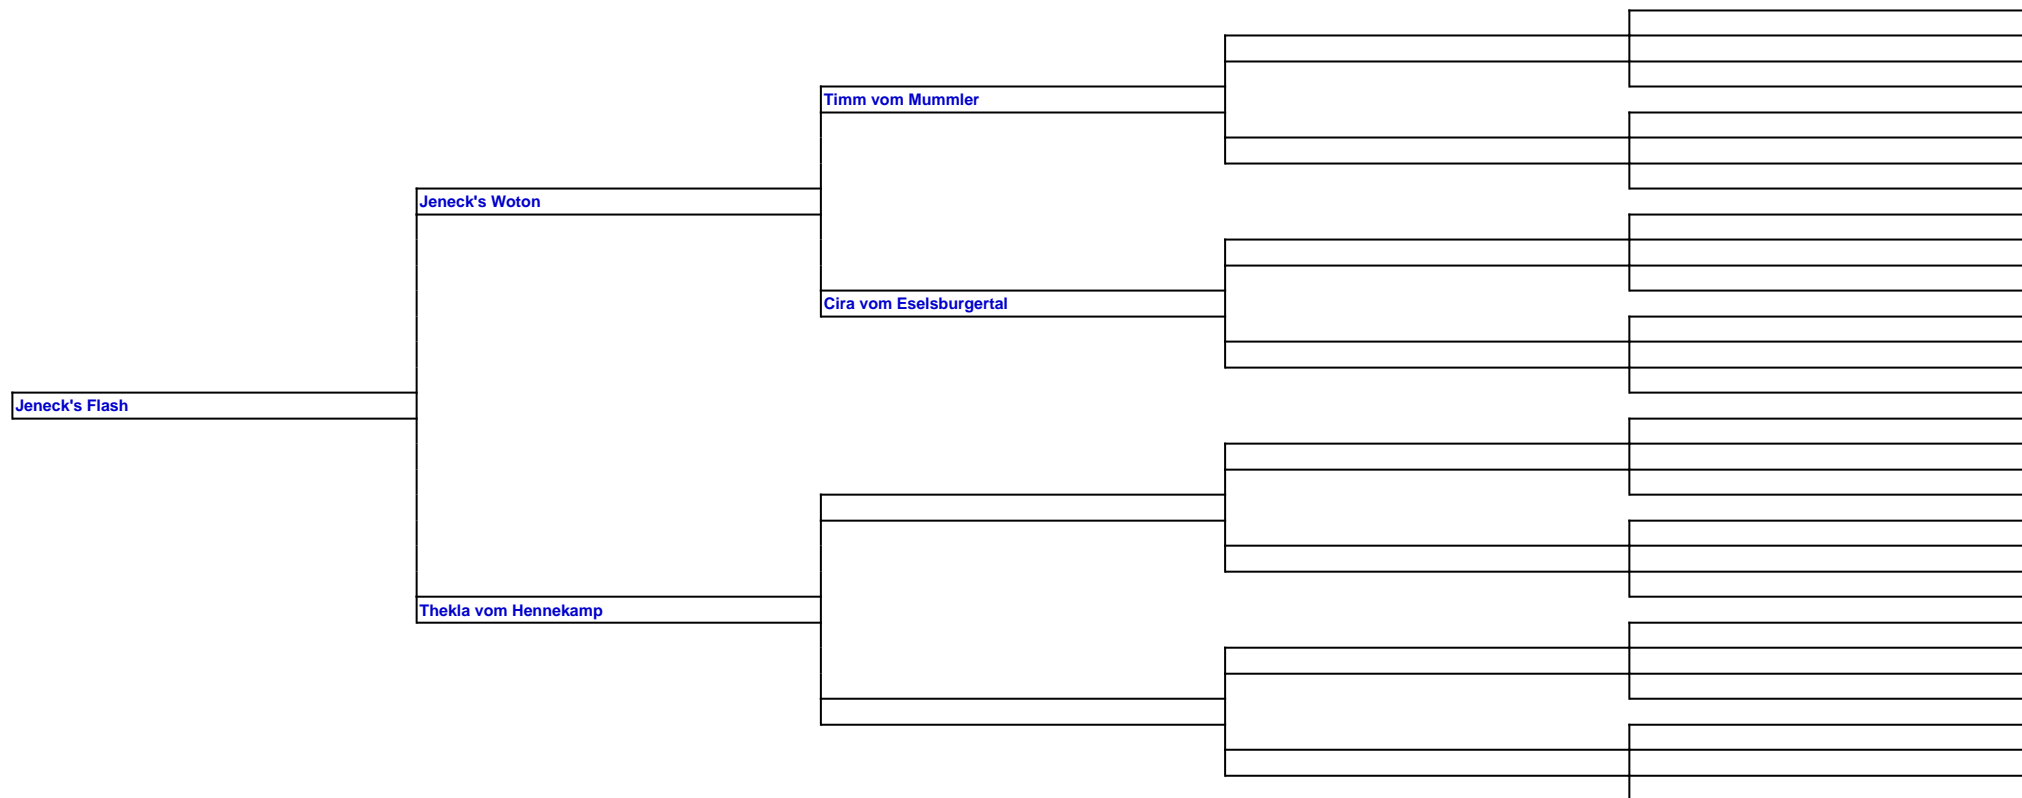 Timm vom Mummler
Jeneck's Woton
Cira vom Eselsburgertal
Jeneck's Flash
Thekla vom Hennekamp